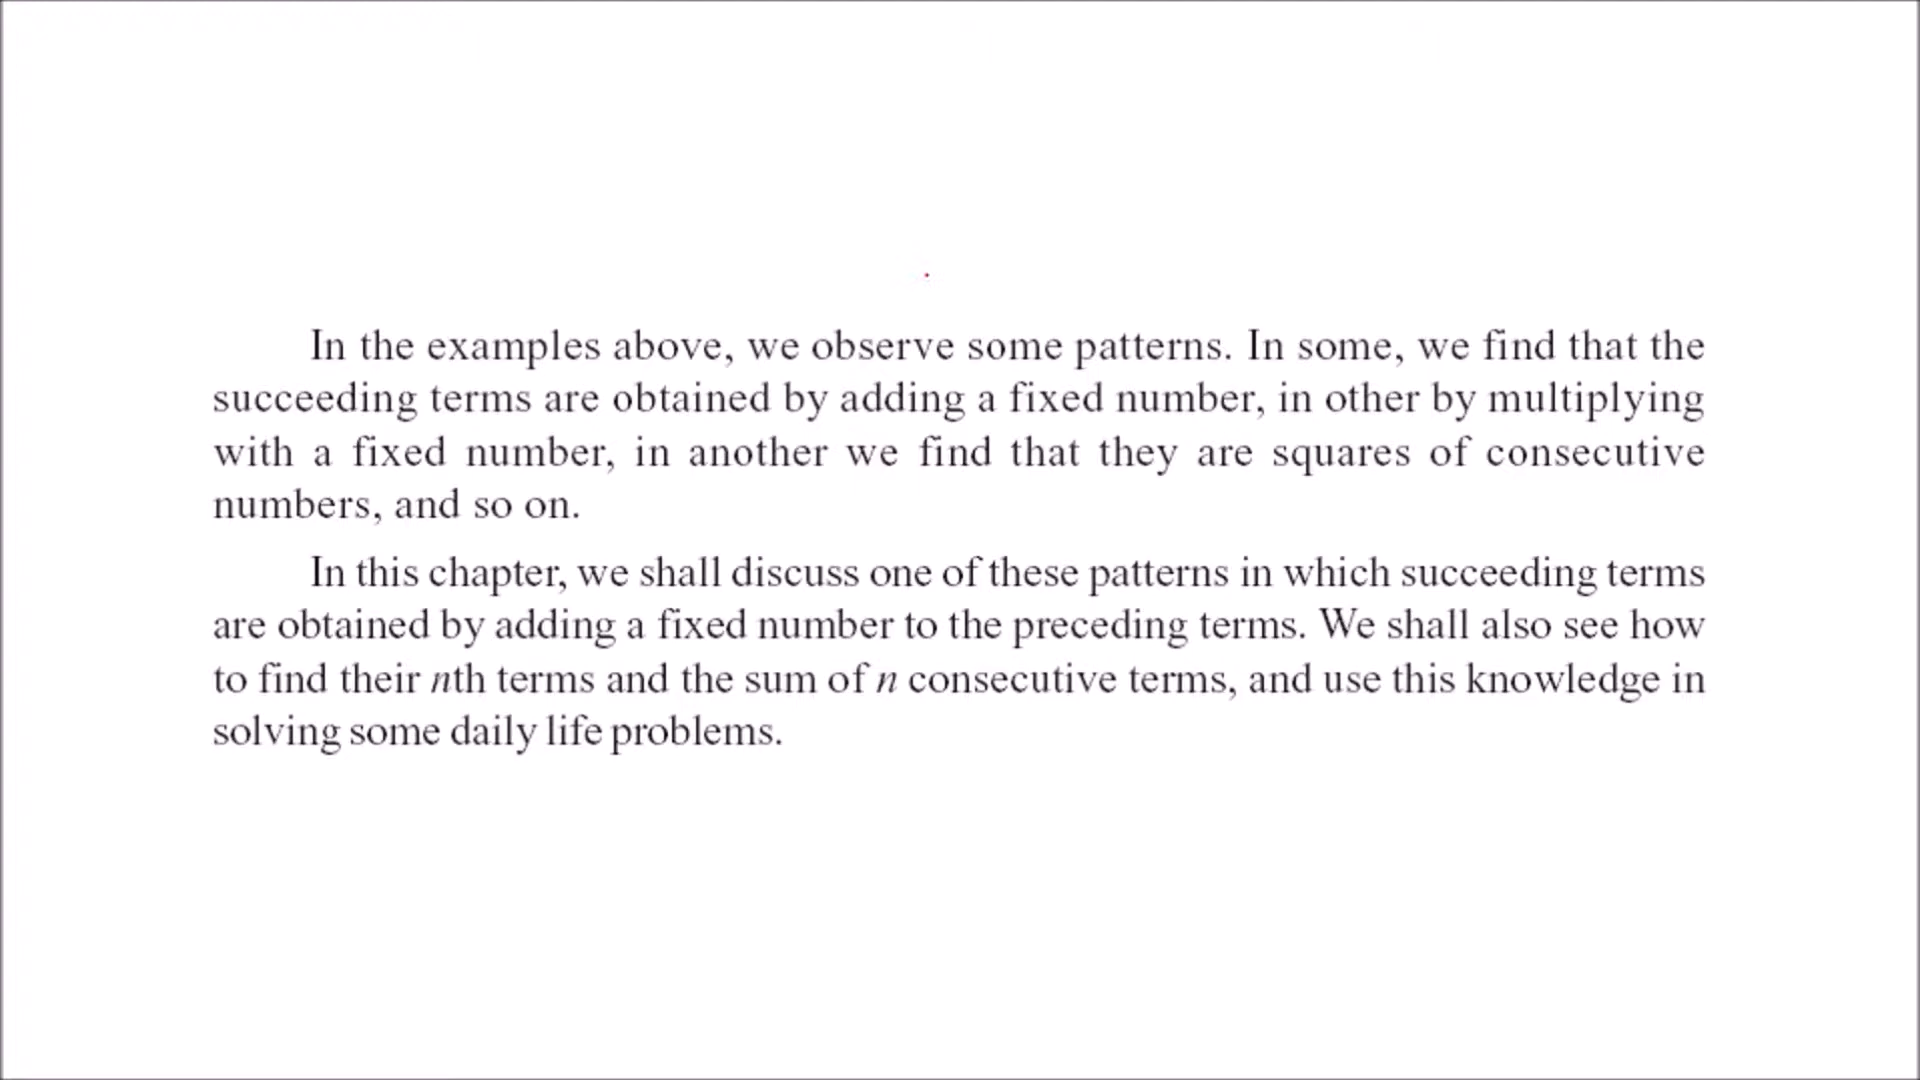 In the examples above, we observe some patterns. In some, we find that the
succeeding terms are obtained by adding a fixed number, in other by multiplying
with a fixed number, in another we find that they are squares of consecutive
numbers, and so on.
In this chapter, we shall discuss one of these patterns in which succeeding terms
are obtained by adding a fixed number to the preceding terms. We shall also see how
to find their nth terms and the sum of n consecutive terms, and use this knowledge in
solving some daily life problems.